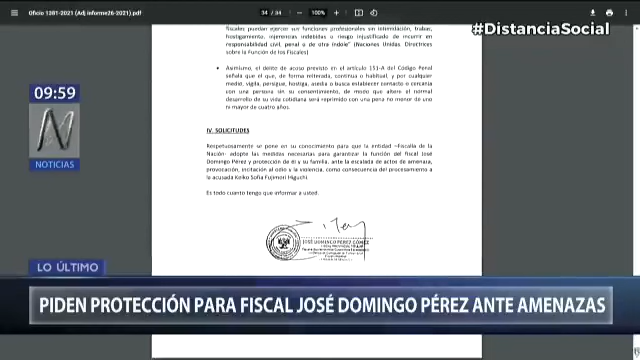 Oficio 1381-2021 (Adj informe26-2021).pdf
34 / 34
100%
#DistanciaSocial
fiscales puedan ejercer sus funciones profesionales sin intimidación, trabas,
hostigamiento, injerencias indebidas o riesgo injustificado de incurrir en
responsabilidad civil, penal o de otra índole" (Naciones Unidas. Directrices
sobre la Función de los Fiscales)
• Asimismo, el delito de acoso previsto en el artículo 151-A del Código Penal
señala que el que, de forma reiterada, continua o habitual, y por cualquier
medio, vigila, persigue, hostiga, asedia o busca establecer contacto o cercanía
con una persona sin su consentimiento, de modo que altere el normal
desarrollo de su vida cotidiana será reprimido con una pena no menor de uno
ni mayor de cuatro años.
09:59
N
NOTICIAS
IV. SOLICITUDES
Respetuosamente se pone en su conocimiento para que la entidad –Fiscalía de la
Nación- adopte las medidas necesarias para garantizar la función del fiscal José
Domingo Pérez y protección de él y su familia, ante la escalada de actos de amenaza,
provocación, incitación al odio y la violencia, como consecuencia del procesamiento a
la acusada Keiko Sofía Fujimori Higuchi.
Es todo cuanto tengo que informar a usted.
JOSÉ DOMINGO PÉREZ GÓMEZ
LO ÚLTIMO
PIDEN PROTECCIÓN PARA FISCAL JOSÉ DOMINGO PÉREZ ANTE AMENAZAS